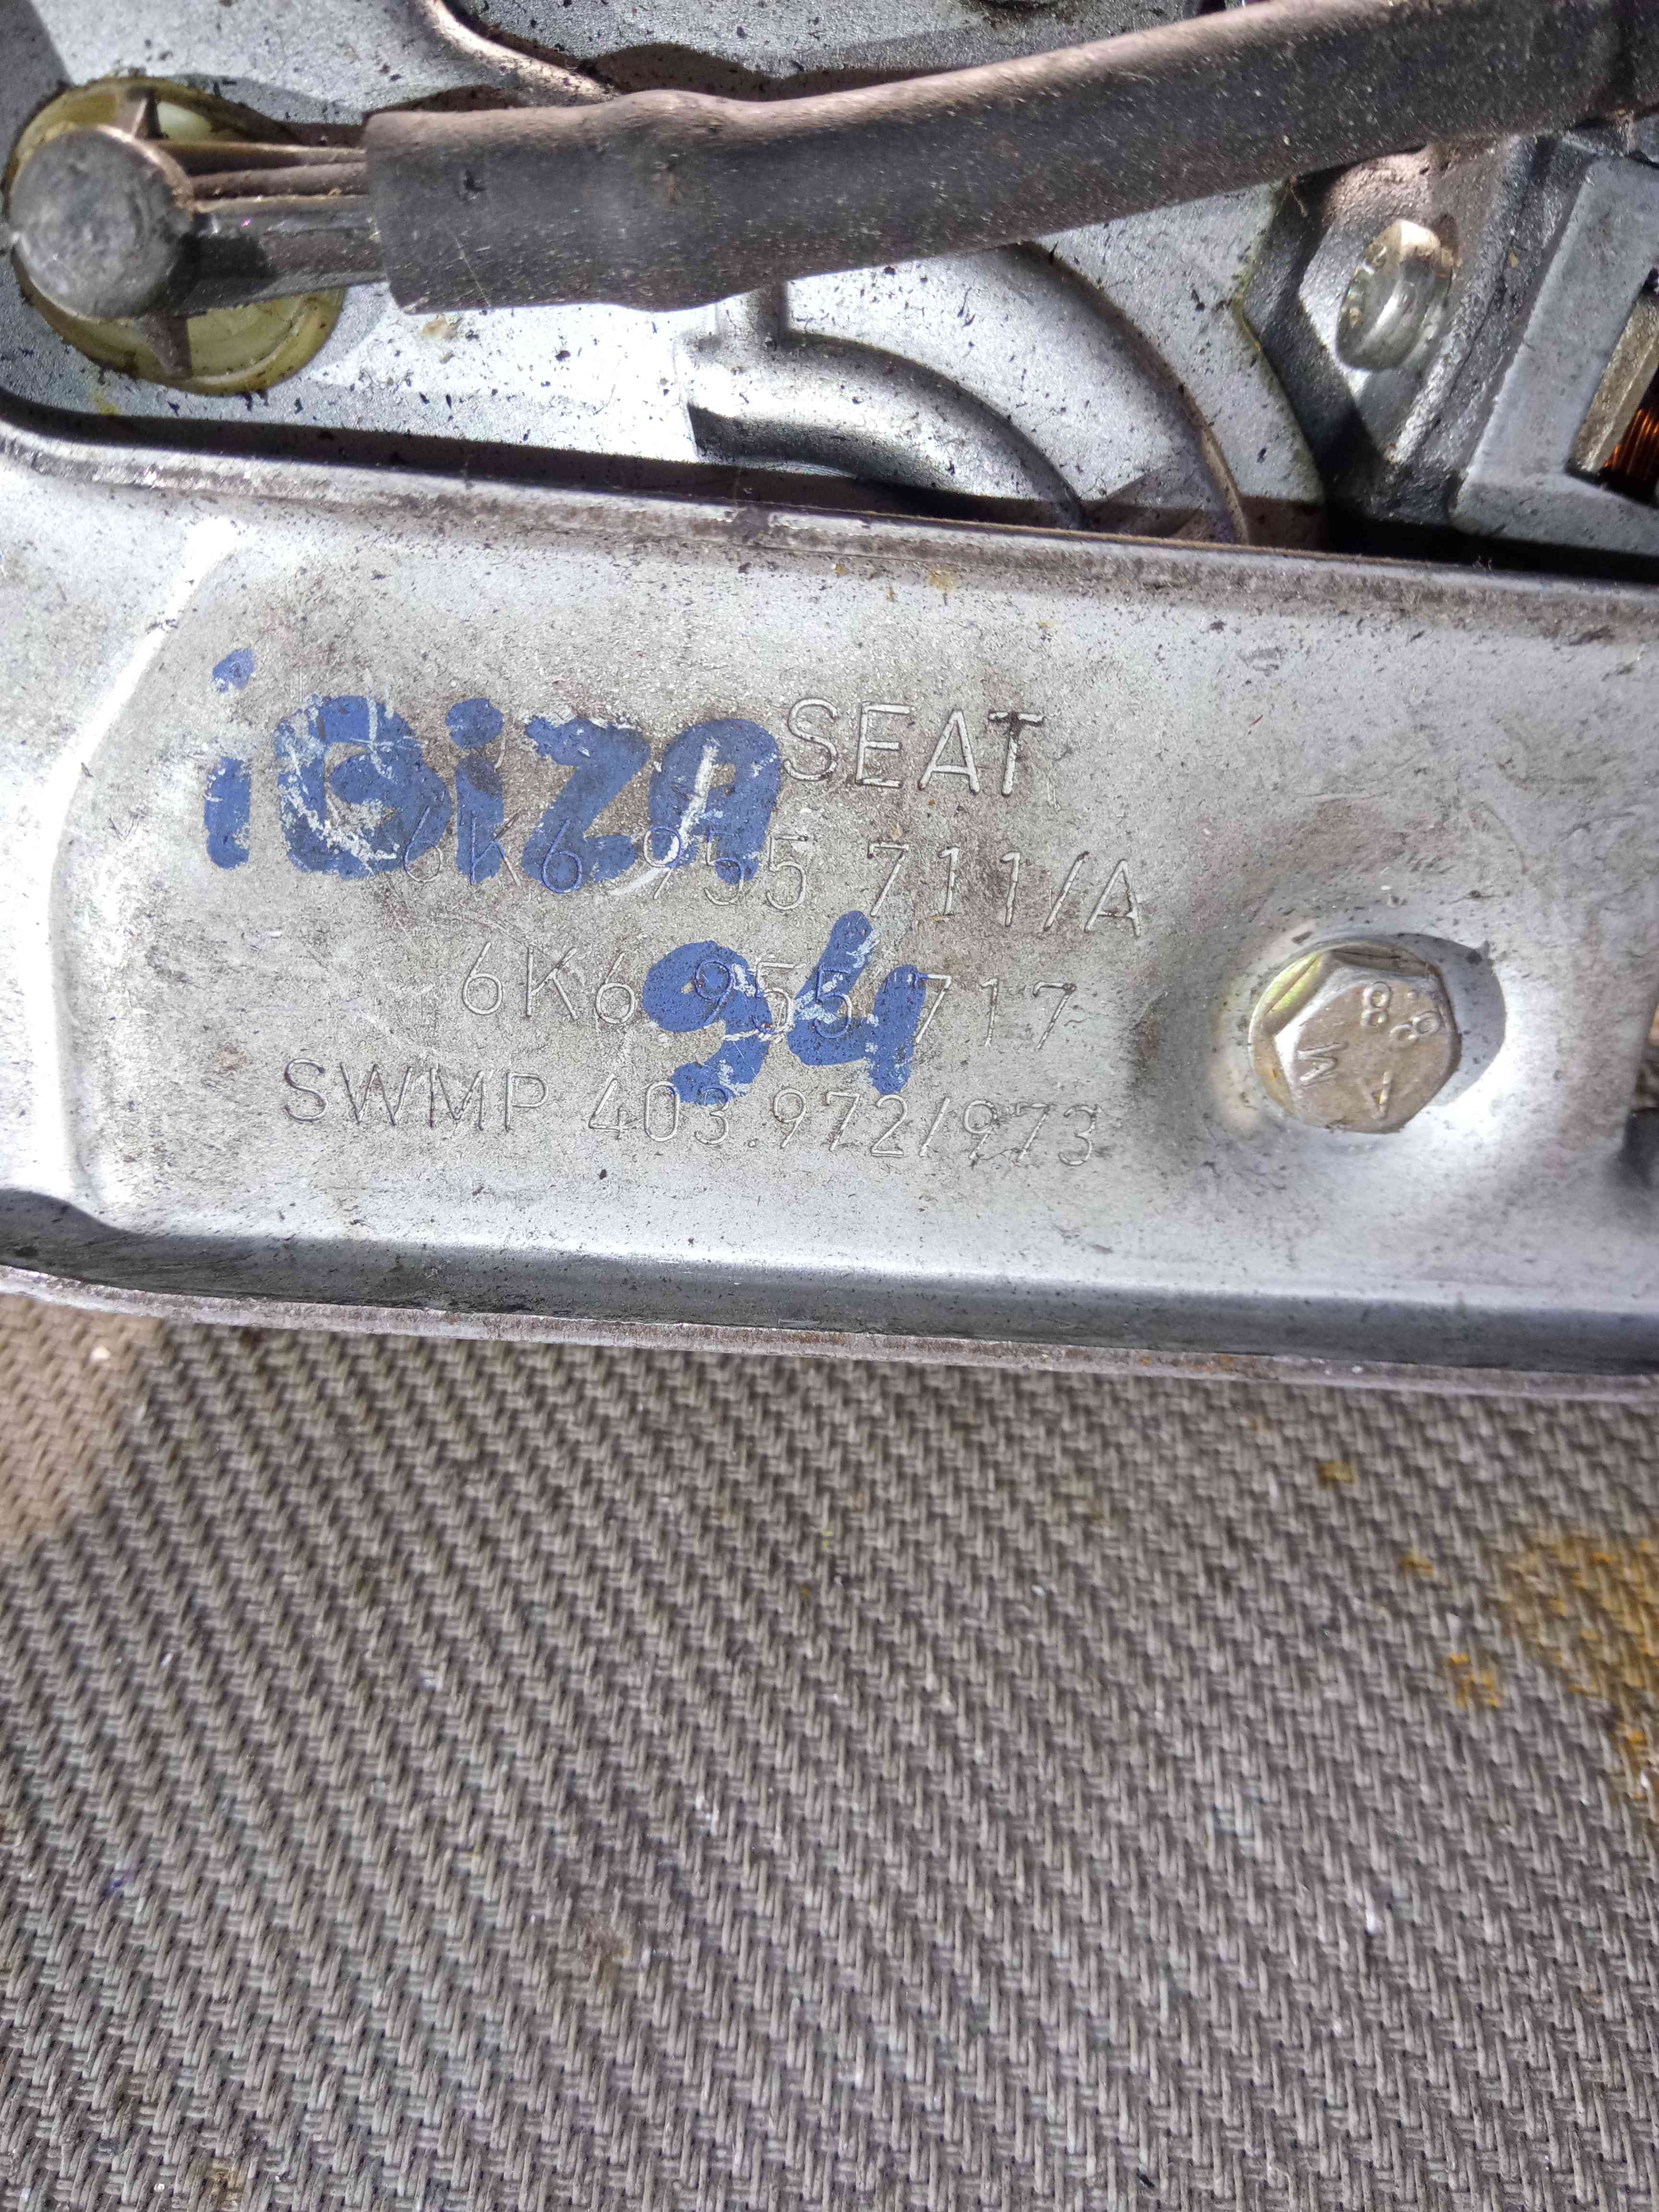 iBiZA
SEAT
6K6 955 711/A
94
6K6 955 717
SWMP 403.972/973
8.8
M